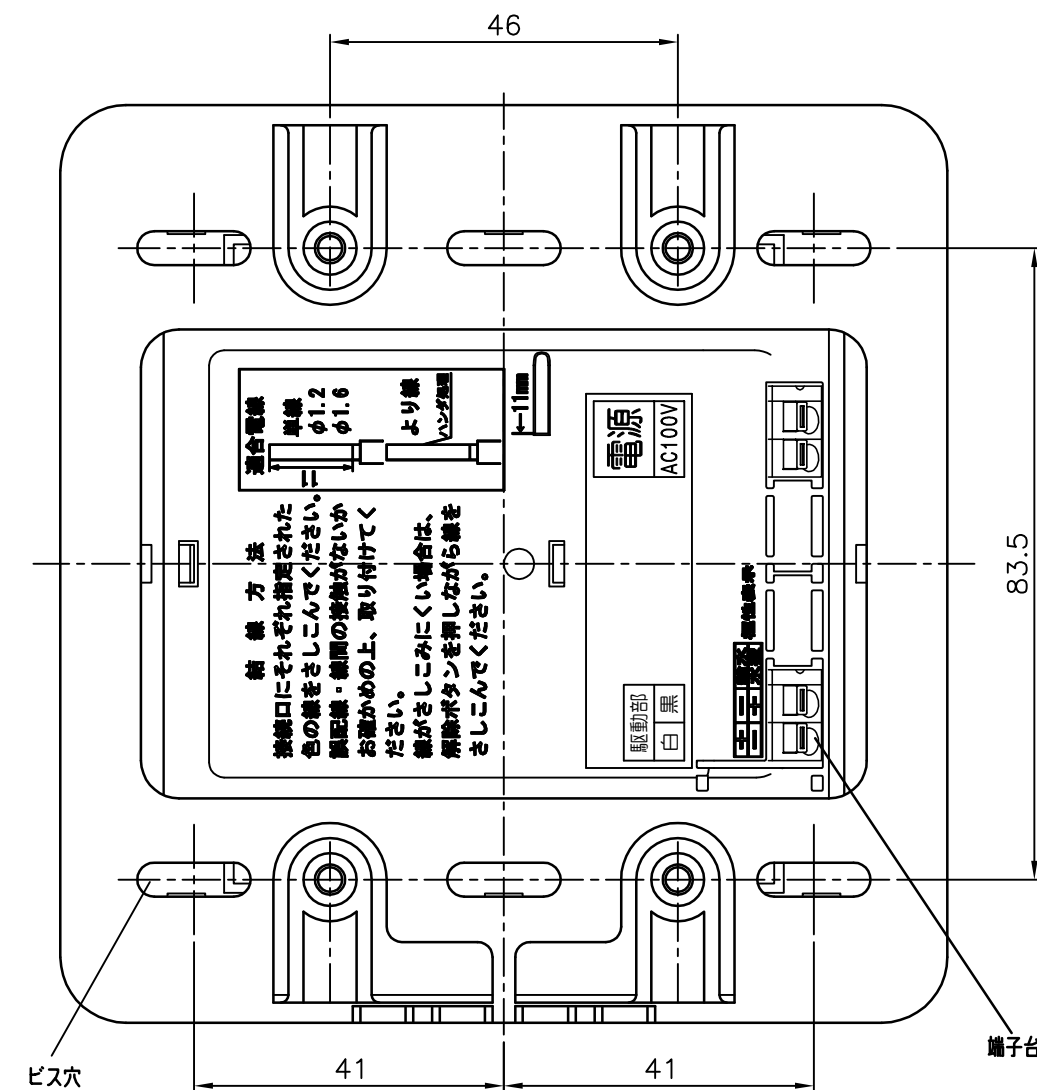 46
適合電線
単線
φ1.2
φ1.6
より線
ハンダ処理
11mm
結線方法
接続口にそれぞれ指定された
色の線をさしこんでください。
誤配線・線間の接触がないか
お確かめの上、取り付けてく
ださい。
線がさしこみにくい場合は、
解除ボタンを押しながら線を
さしこんでください。
電源
AC100V
駆動部
白 黒
83.5
41
41
ビス穴
端子台